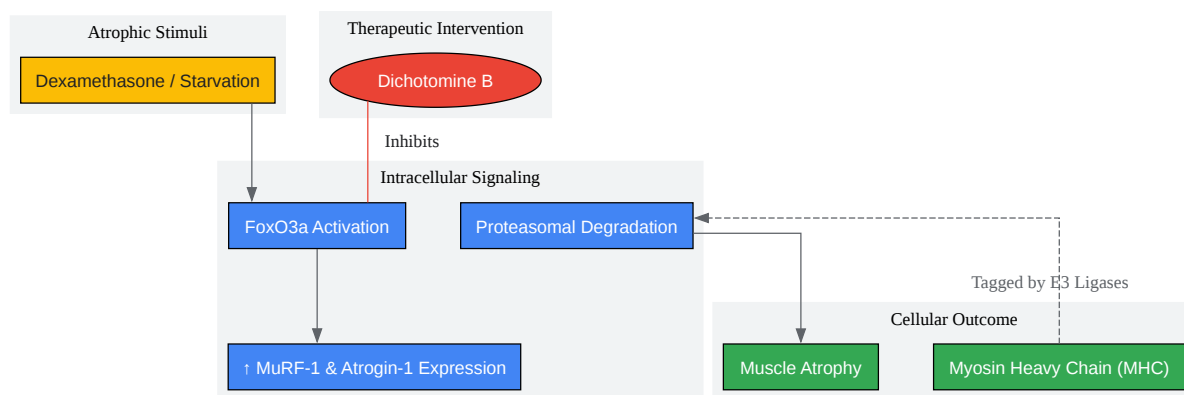 Atrophic Stimuli
Therapeutic Intervention
Dexamethasone / Starvation
Dichotomine B
Inhibits
Intracellular Signaling
FoxO3a Activation
Proteasomal Degradation
Tagged by E3 Ligases
Cellular Outcome
↑ MuRF-1 & Atrogin-1 Expression
Muscle Atrophy
Myosin Heavy Chain (MHC)